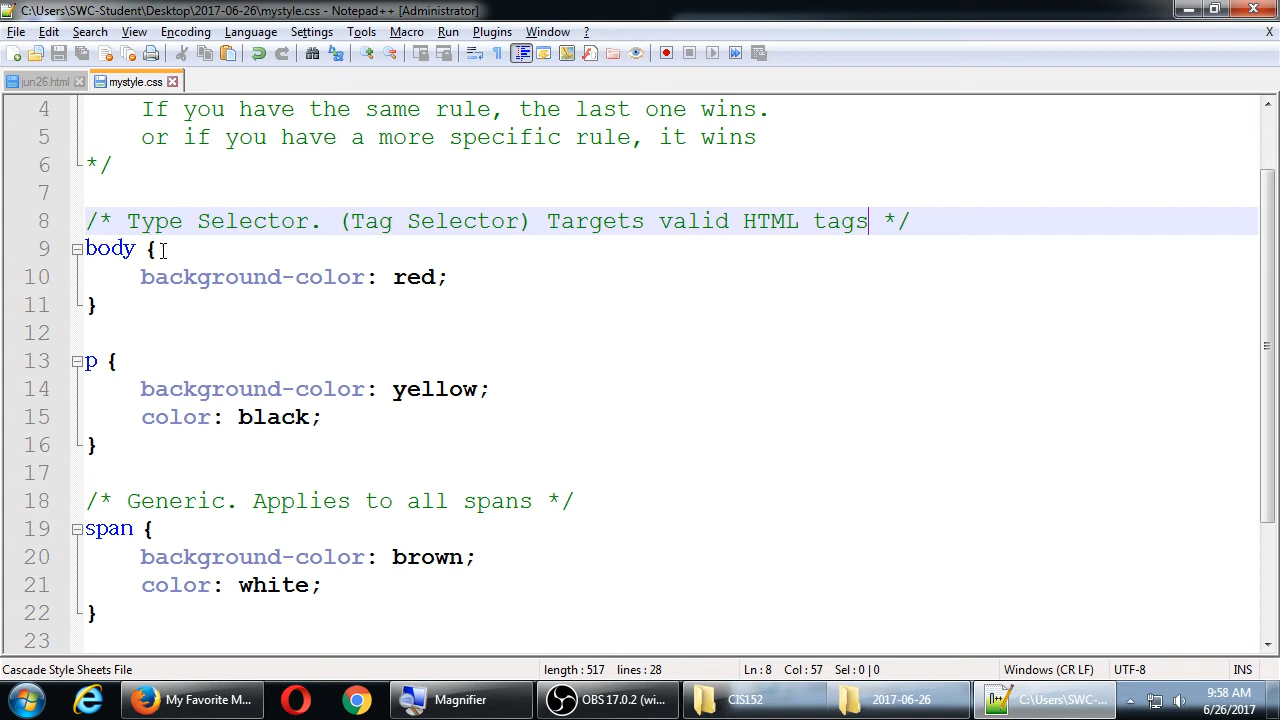 C:\Users\SWC-Student\Desktop\2017-06-26\mystyle.css - Notepad++ [Administrator]
File Edit Search View Encoding Language Settings Tools Macro Run Plugins Window ? X
jun26.html mystyle.css
4 If you have the same rule, the last one wins.
5 or if you have a more specific rule, it wins
6 */
7
8 /* Type Selector. (Tag Selector) Targets valid HTML tags */
9 body {
10 background-color: red;
11 }
12
13 p {
14 background-color: yellow;
15 color: black;
16 }
17
18 /* Generic. Applies to all spans */
19 span {
20 background-color: brown;
21 color: white;
22 }
23
Cascade Style Sheets File length : 517 lines : 28 Ln : 8 Col : 57 Sel : 0 | 0 Windows (CR LF) UTF-8 INS
My Favorite M... Magnifier OBS 17.0.2 (wi... CIS152 2017-06-26 C:\Users\SWC-... 9:58 AM
6/26/2017